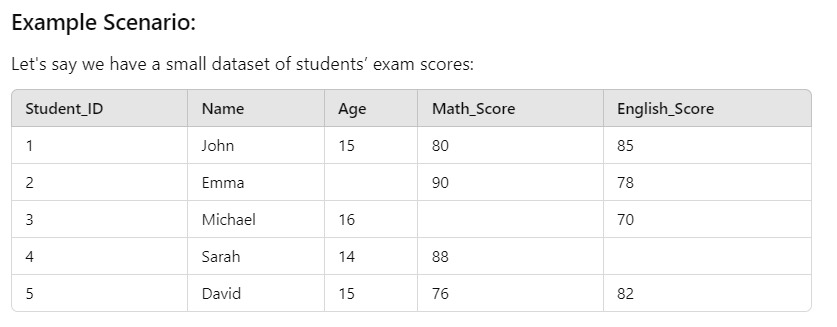 Example Scenario:
Let's say we have a small dataset of students’ exam scores:
Student_ID Name Age Math_Score English_Score
1 John 15 80 85
2 Emma 90 78
3 Michael 16 70
4 Sarah 14 88
5 David 15 76 82